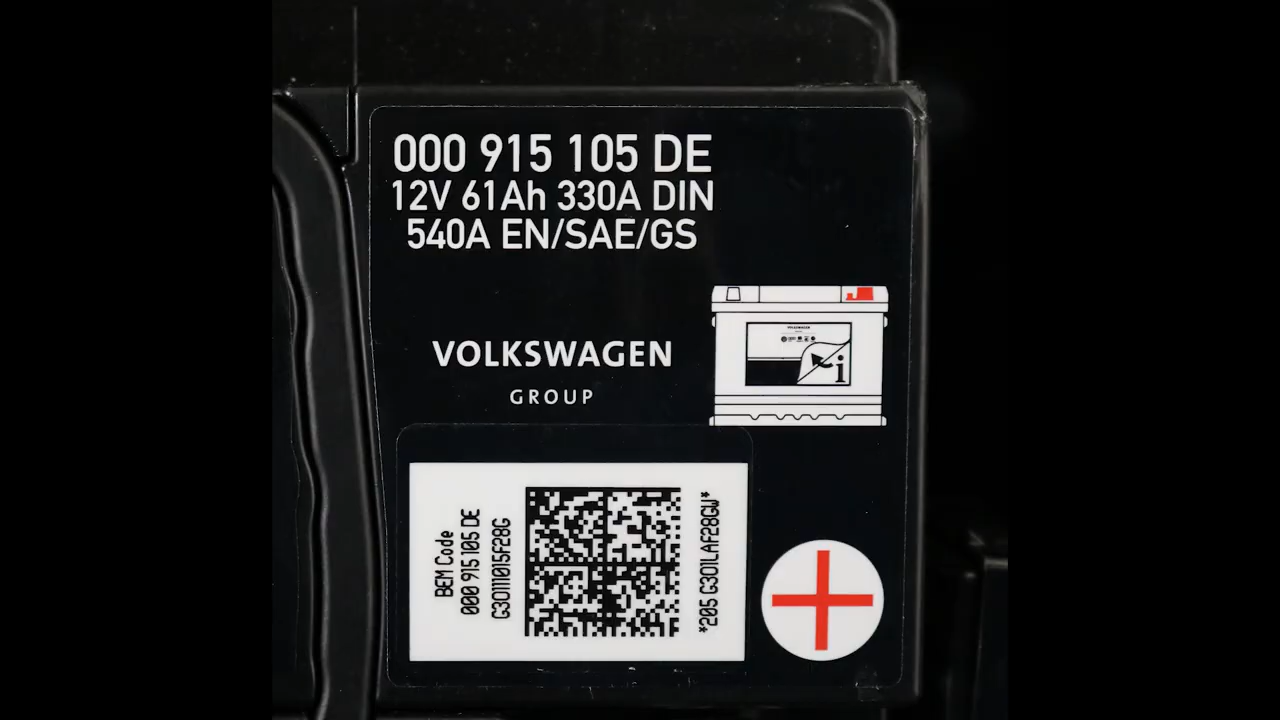 000 915 105 DE
12V 61Ah 330A DIN
540A EN/SAE/GS
VOLKSWAGEN
GROUP
i
BEM Code
000 915 105 DE
G30111015F28G
*205 G301LAF28GW*